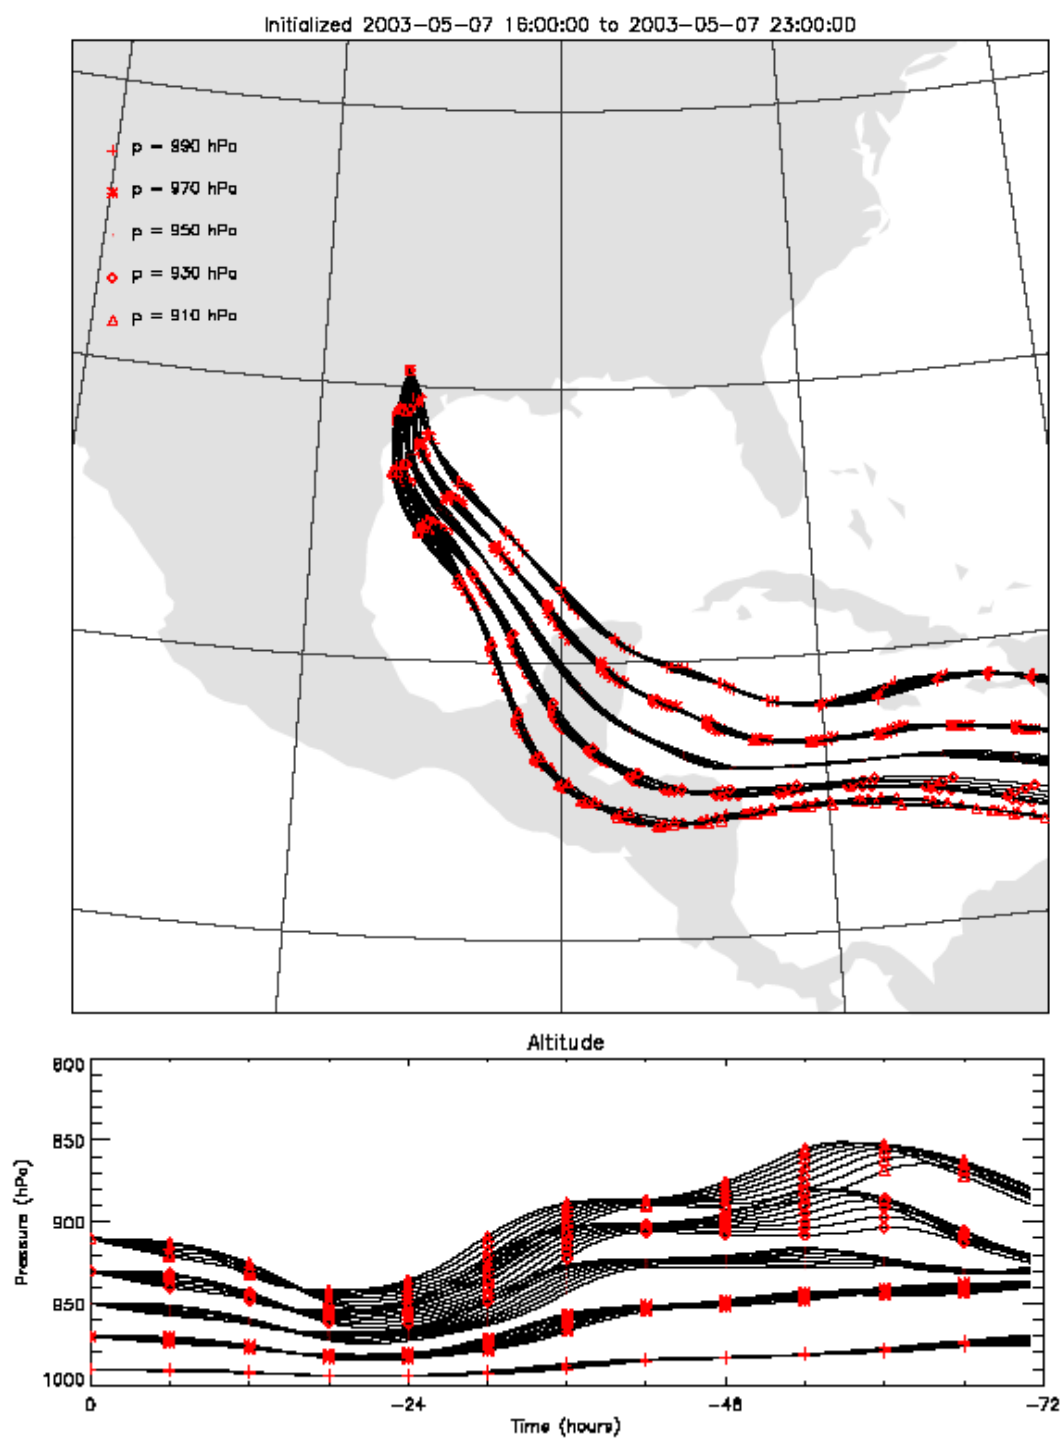 Initialized 2003-05-07 16:00:00 to 2003-05-07 23:00:00
p = 990 hPa
p = 970 hPa
p = 950 hPa
p = 930 hPa
p = 910 hPa
Altitude
800
850
900
950
1000
Pressure (hPa)
0 -24 -48 -72
Time (hours)